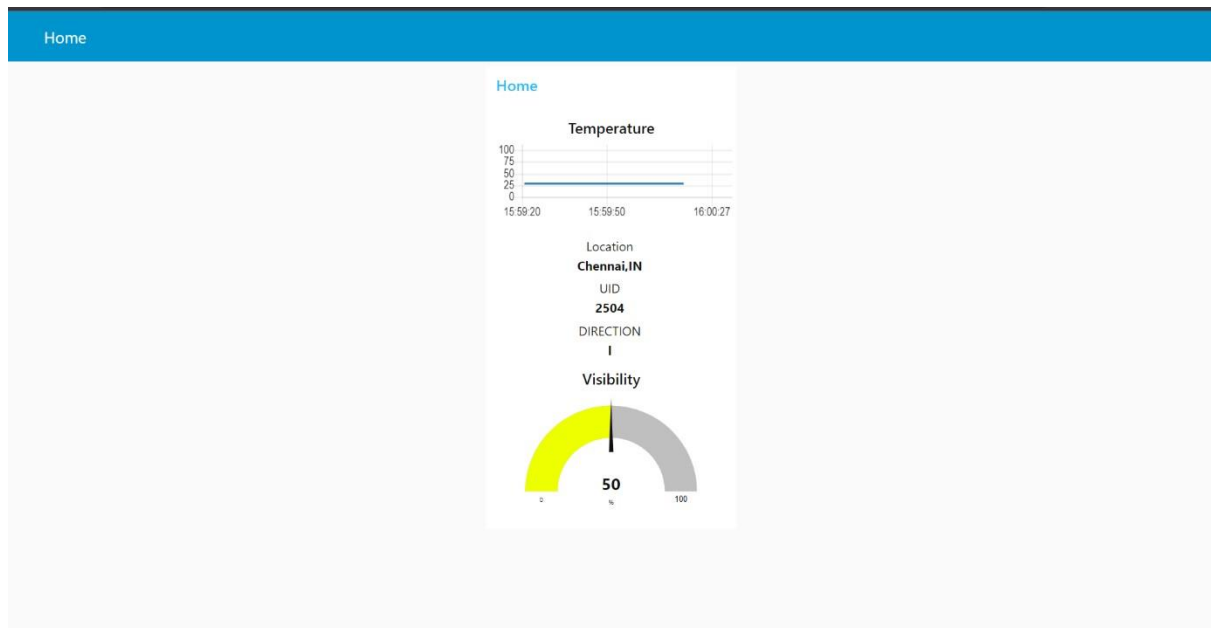 Home
Home
Temperature
100
75
50
25
0
15:59:20 15:59:50 16:00:27
Location
Chennai,IN
UID
2504
DIRECTION
l
Visibility
50
0 % 100